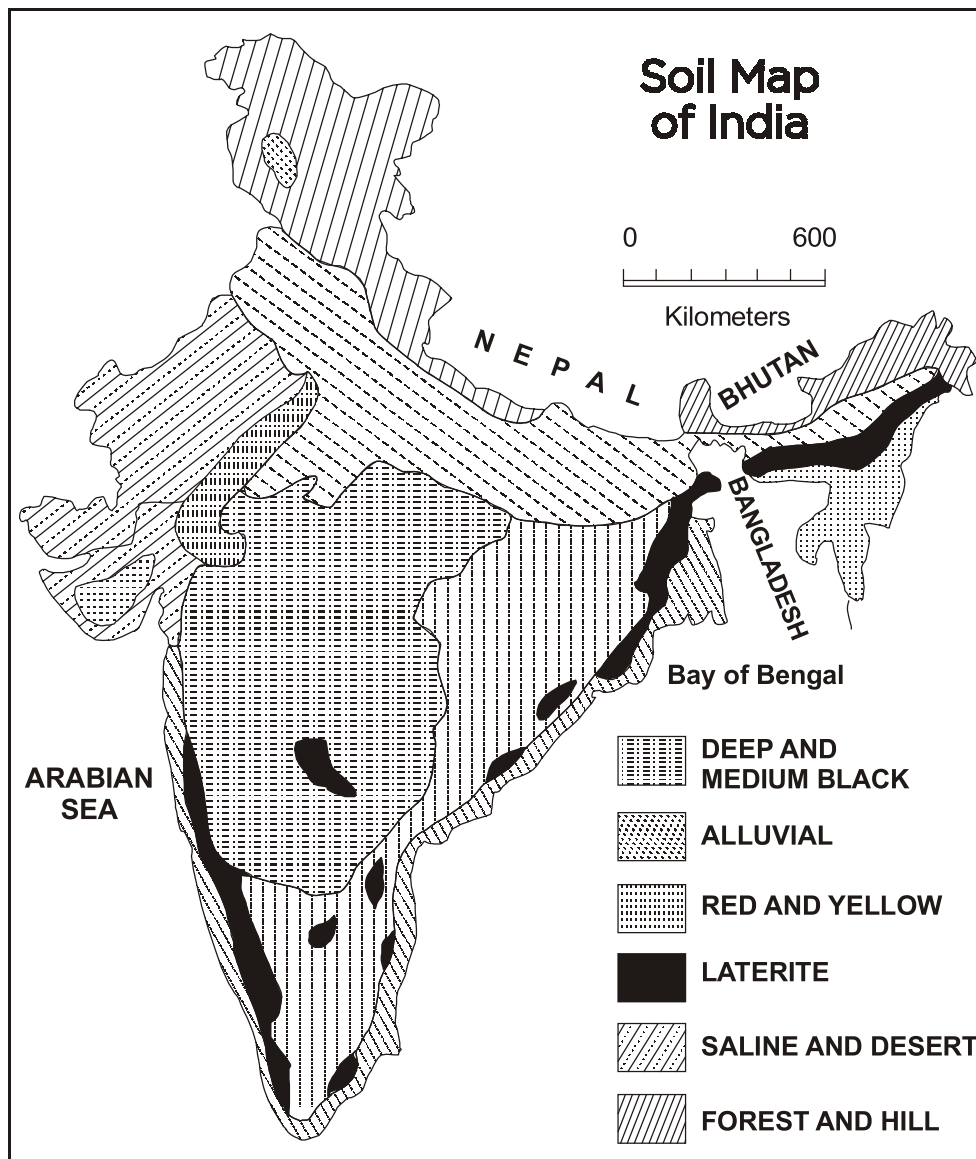 Soil Map
of India
0 600
Kilometers
NEPAL
BHUTAN
BANGLADESH
Bay of Bengal
ARABIAN
SEA
DEEP AND
MEDIUM BLACK
ALLUVIAL
RED AND YELLOW
LATERITE
SALINE AND DESERT
FOREST AND HILL